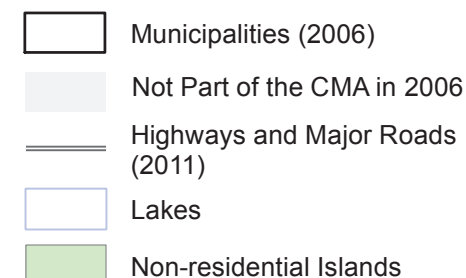 Municipalities (2006)
Not Part of the CMA in 2006
Highways and Major Roads
(2011)
Lakes
Non-residential Islands